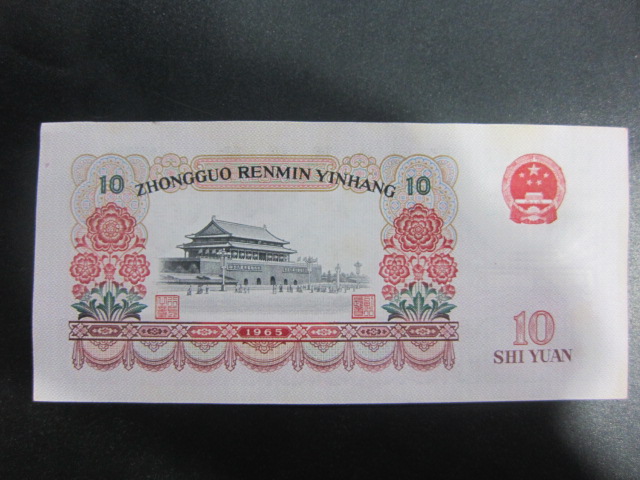 10 ZHONGGUO RENMIN YINHANG 10
1965
10
SHI YUAN